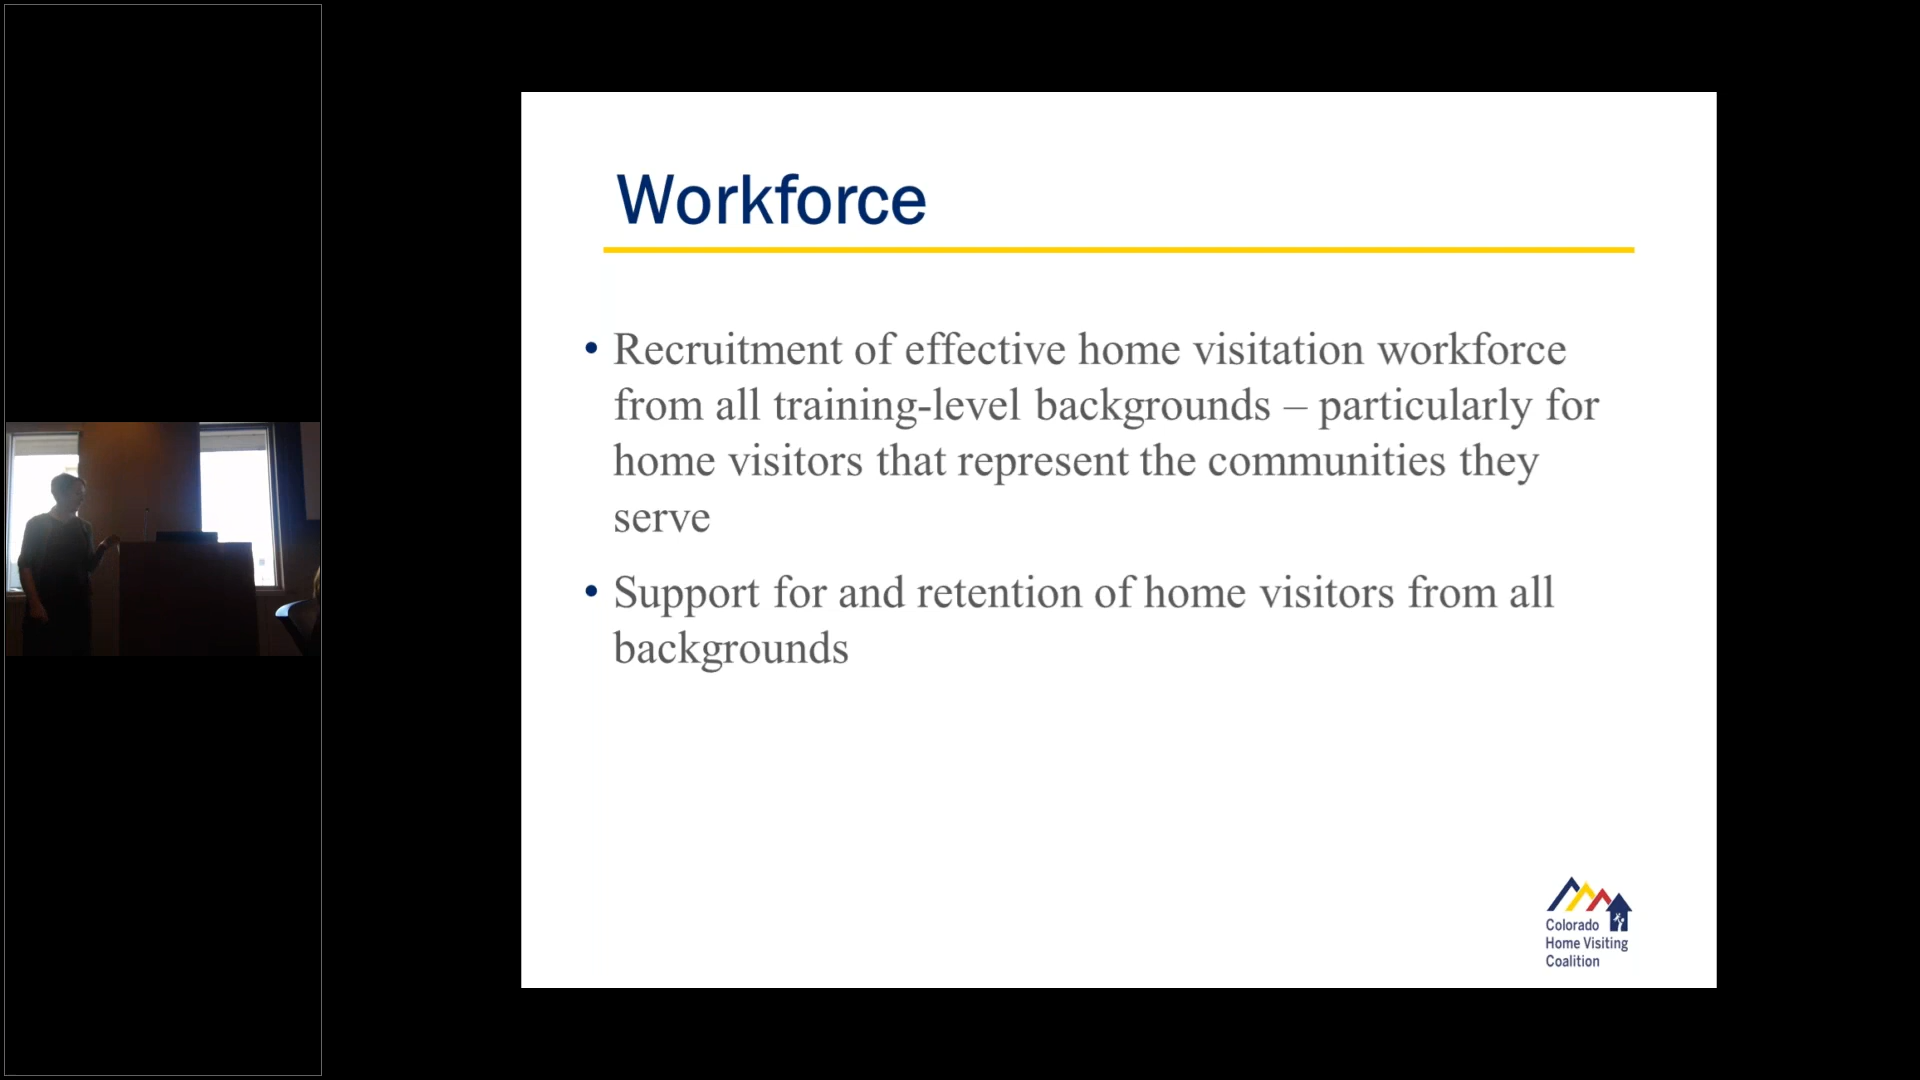 Workforce
• Recruitment of effective home visitation workforce
from all training-level backgrounds – particularly for
home visitors that represent the communities they
serve
• Support for and retention of home visitors from all
backgrounds
Colorado
Home Visiting
Coalition